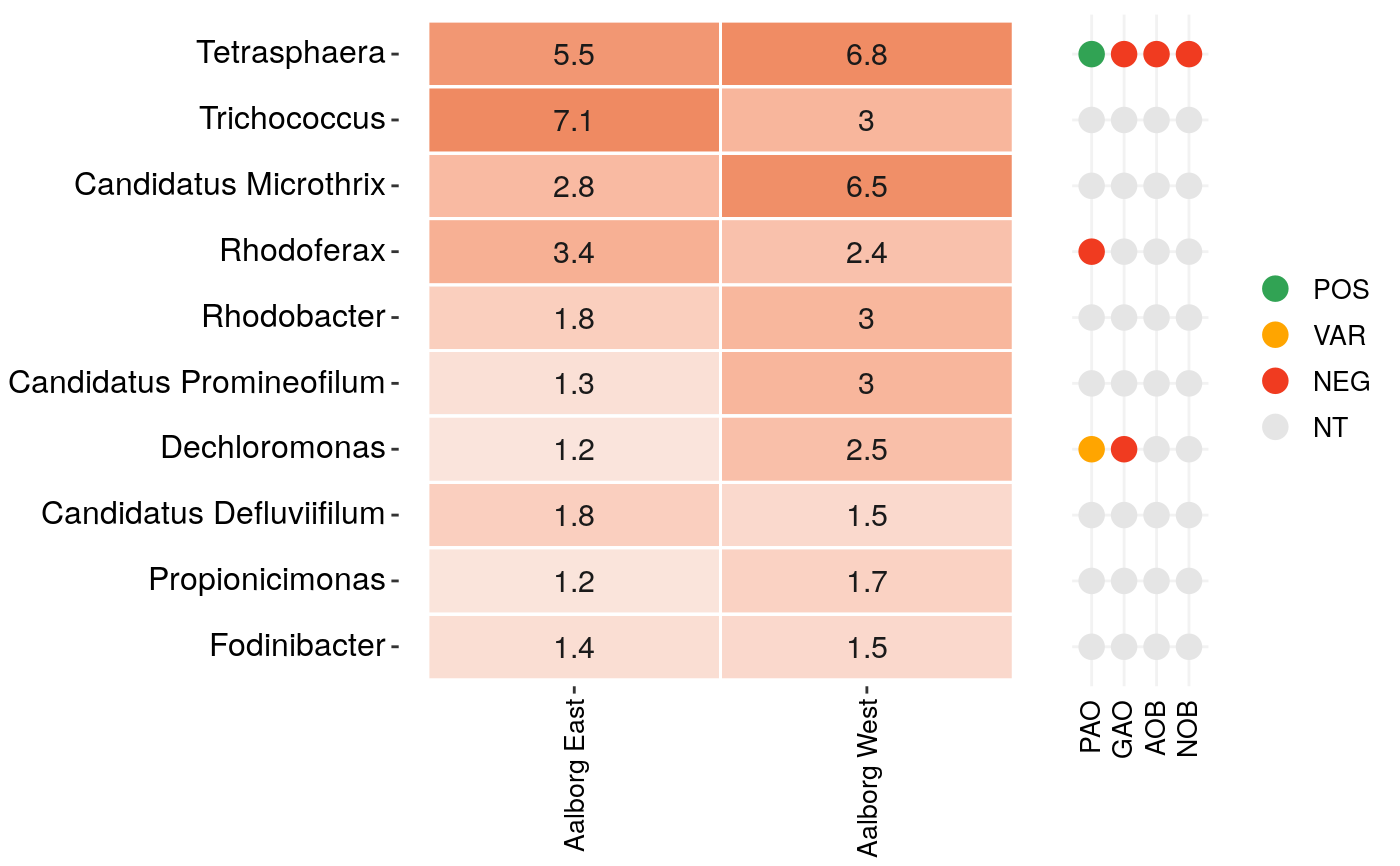 Tetrasphaera 5.5 6.8
Trichococcus 7.1 3
Candidatus Microthrix 2.8 6.5
Rhodoferax 3.4 2.4
Rhodobacter 1.8 3
Candidatus Promineofilum 1.3 3
Dechloromonas 1.2 2.5
Candidatus Defluviifilum 1.8 1.5
Propionicimonas 1.2 1.7
Fodinibacter 1.4 1.5
Aalborg East
Aalborg West
PAO
GAO
AOB
NOB
POS
VAR
NEG
NT